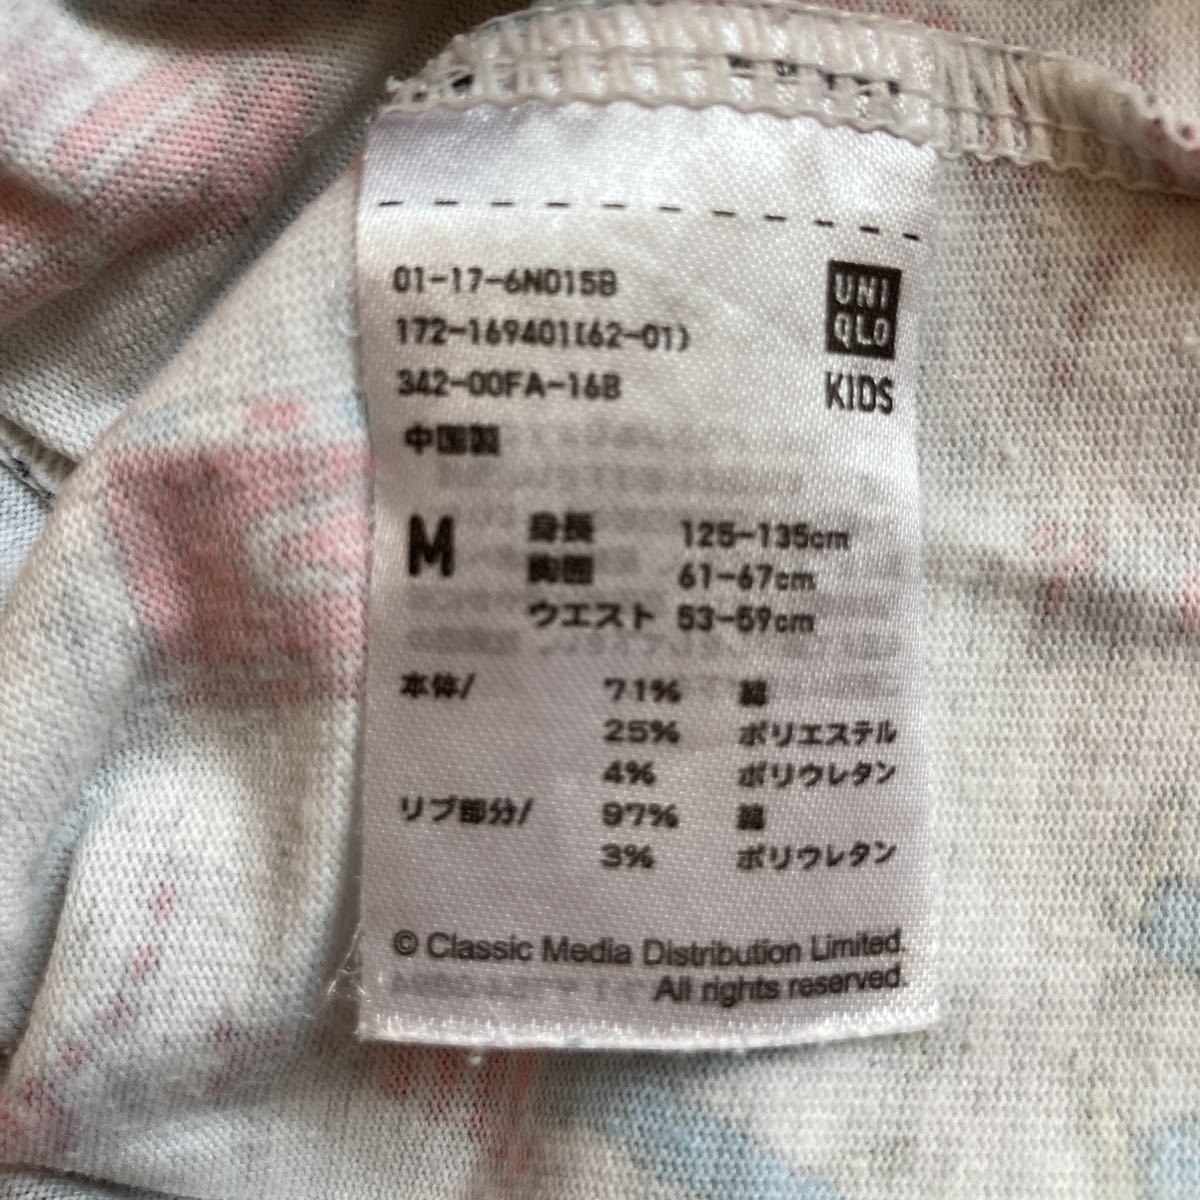 01-17-6N015B
172-169401(62-01)
342-00FA-16B
UNI
QLO
KIDS
中国製
M 身長 125-135cm
胸囲 61-67cm
ウエスト 53-59cm
本体/ 71% 綿
25% ポリエステル
4% ポリウレタン
リブ部分/ 97% 綿
3% ポリウレタン
© Classic Media Distribution Limited.
All rights reserved.